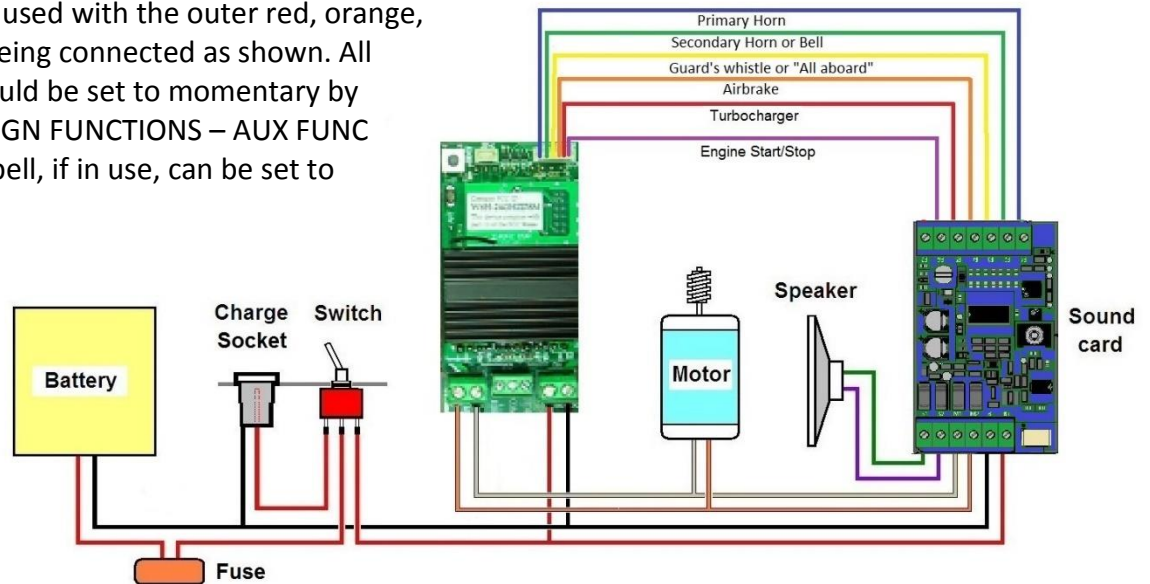 used with the outer red, orange,
eing connected as shown. All
ould be set to momentary by
IGN FUNCTIONS – AUX FUNC
bell, if in use, can be set to
Primary Horn
Secondary Horn or Bell
Guard's whistle or "All aboard"
Airbrake
Turbocharger
Engine Start/Stop
Battery
Charge
Socket
Switch
Motor
Speaker
Sound
card
Fuse